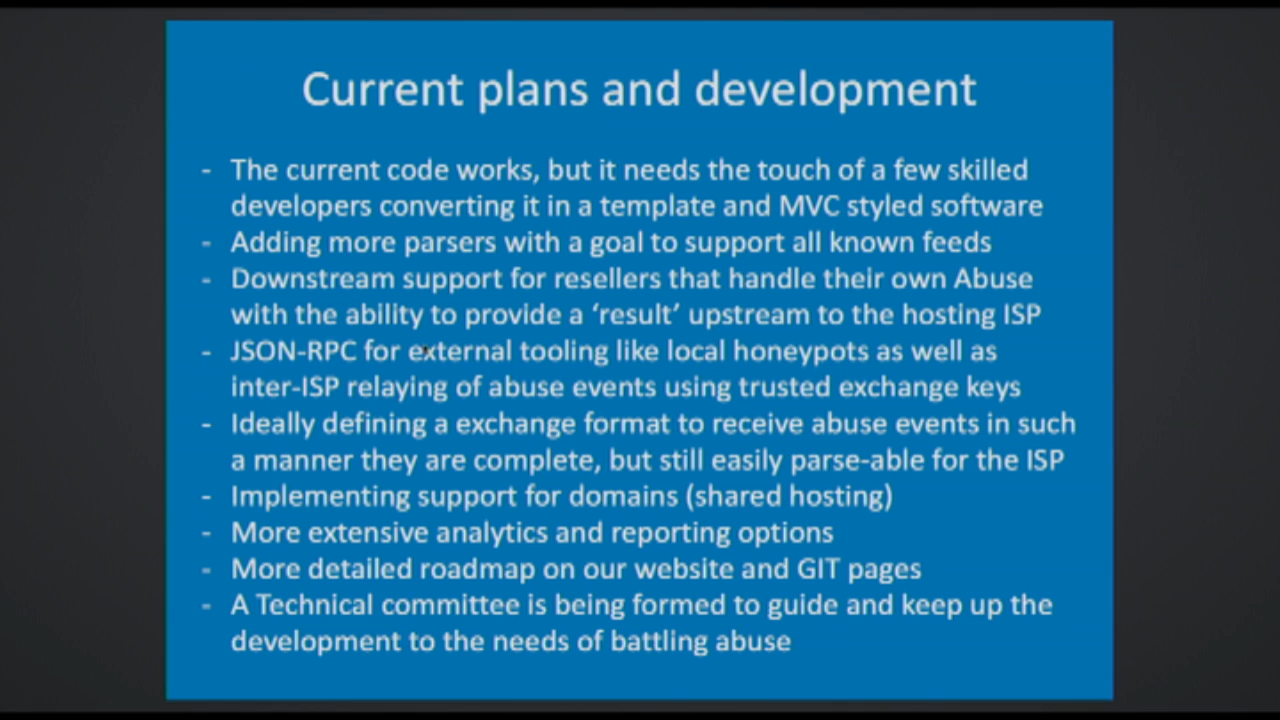 Current plans and development
- The current code works, but it needs the touch of a few skilled
developers converting it in a template and MVC styled software
- Adding more parsers with a goal to support all known feeds
- Downstream support for resellers that handle their own Abuse
with the ability to provide a ‘result’ upstream to the hosting ISP
- JSON-RPC for external tooling like local honeypots as well as
inter-ISP relaying of abuse events using trusted exchange keys
- Ideally defining a exchange format to receive abuse events in such
a manner they are complete, but still easily parse-able for the ISP
- Implementing support for domains (shared hosting)
- More extensive analytics and reporting options
- More detailed roadmap on our website and GIT pages
- A Technical committee is being formed to guide and keep up the
development to the needs of battling abuse